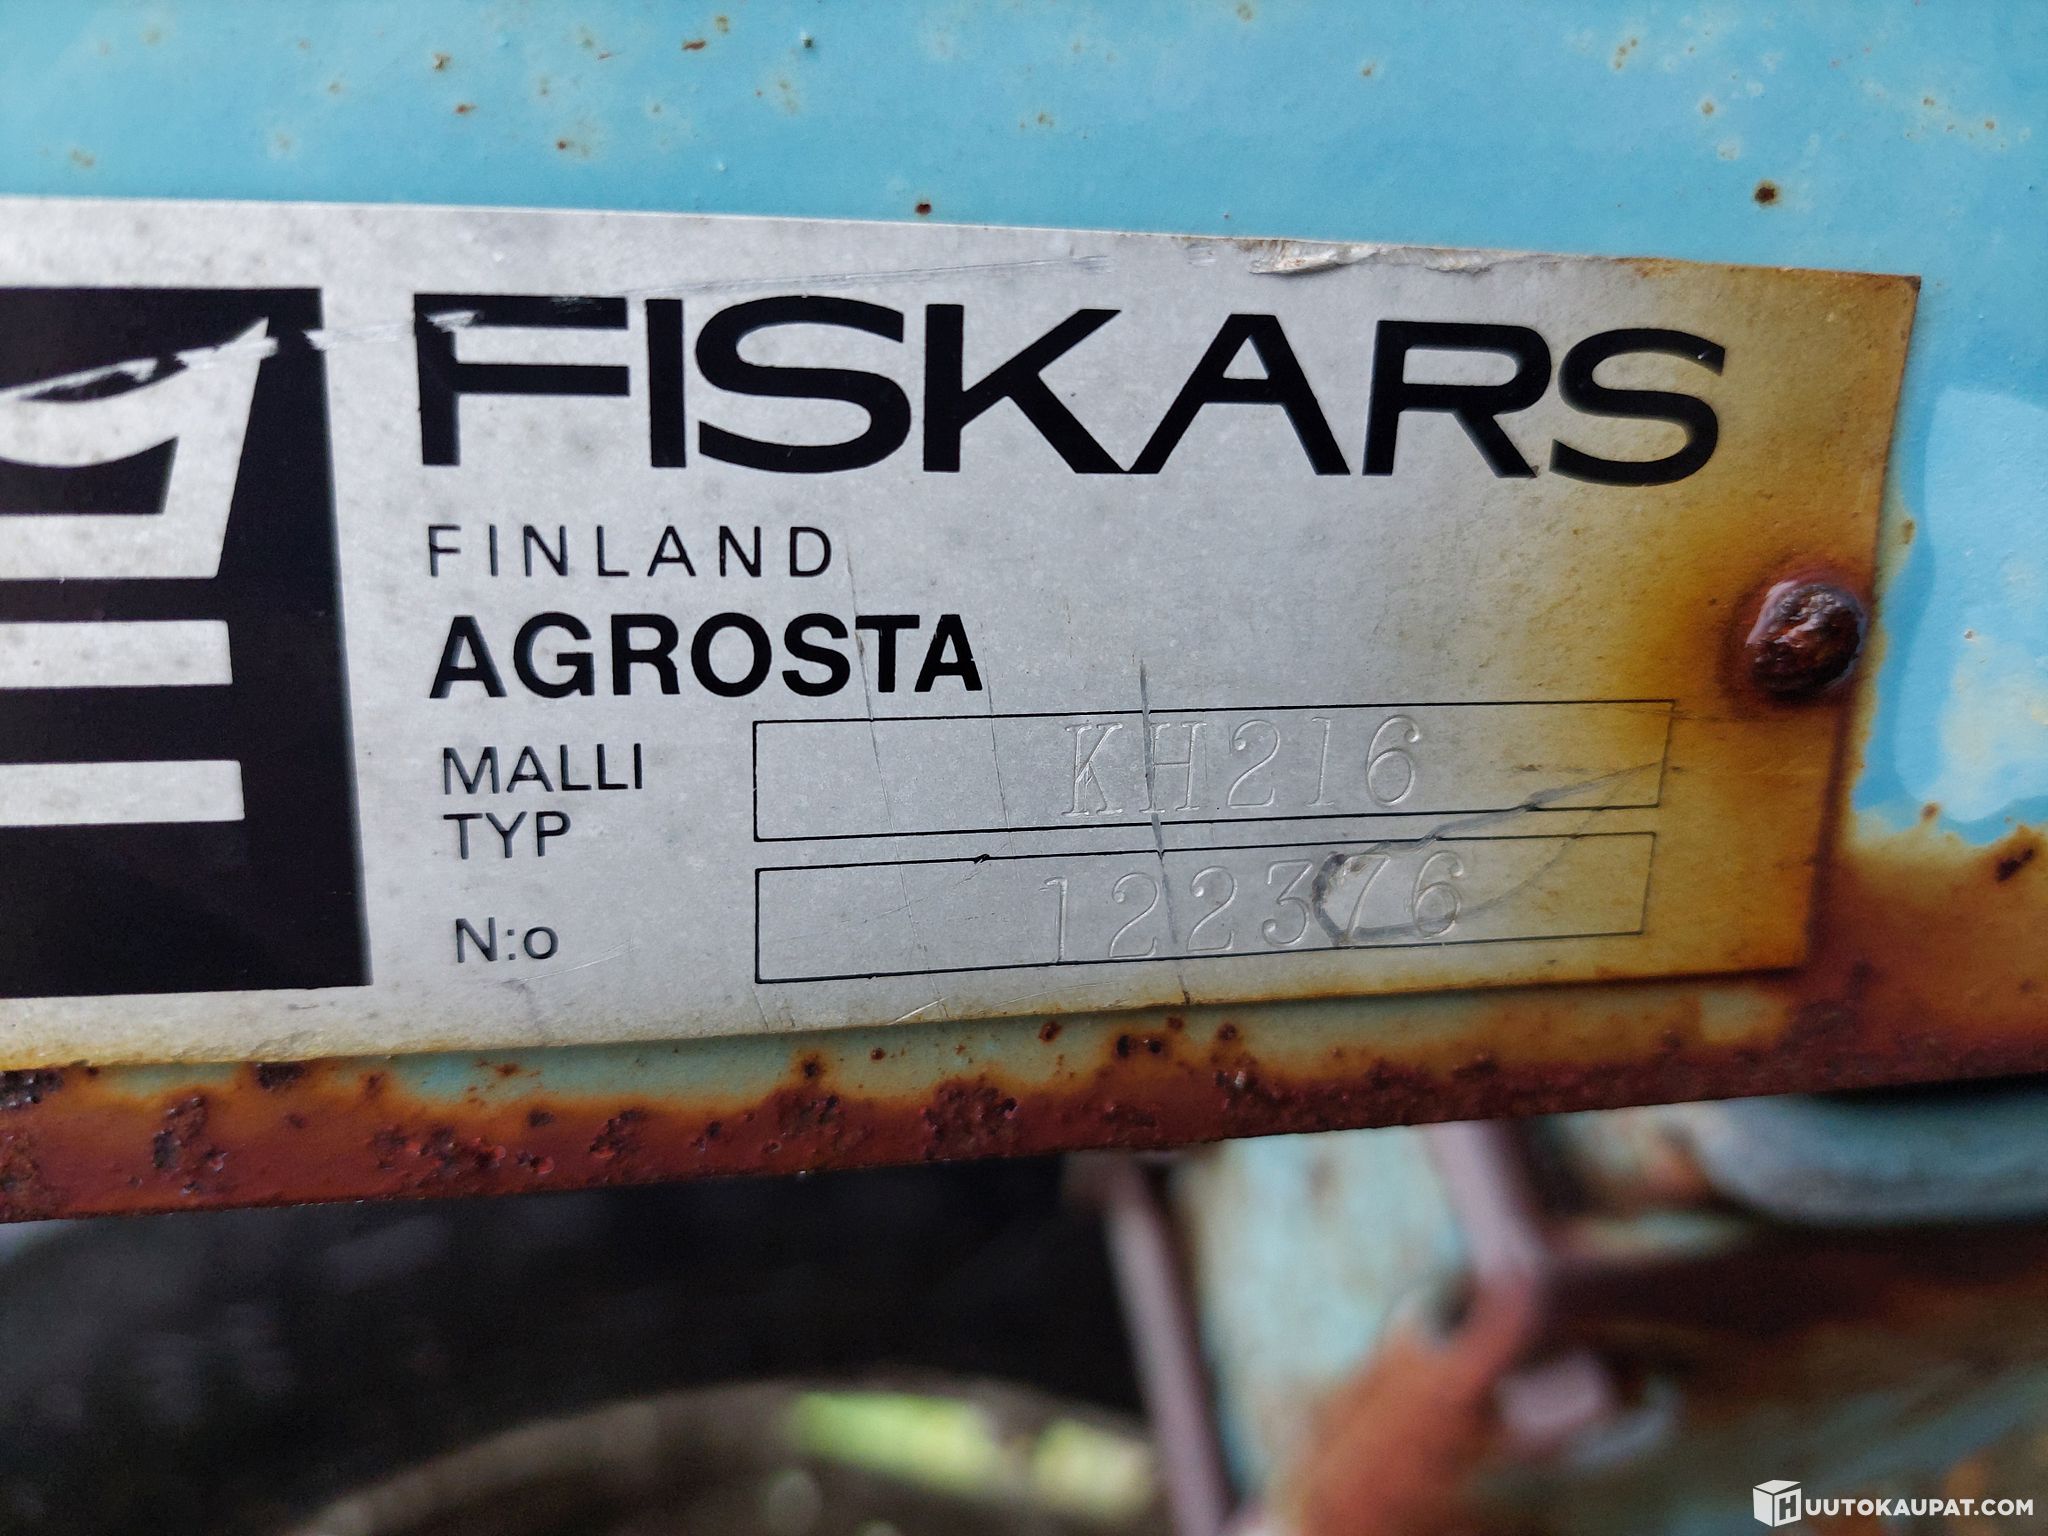 FISKARS
FINLAND
AGROSTA
MALLI
TYP
KH216
N:o
122376
HUUTOKAUPAT.COM